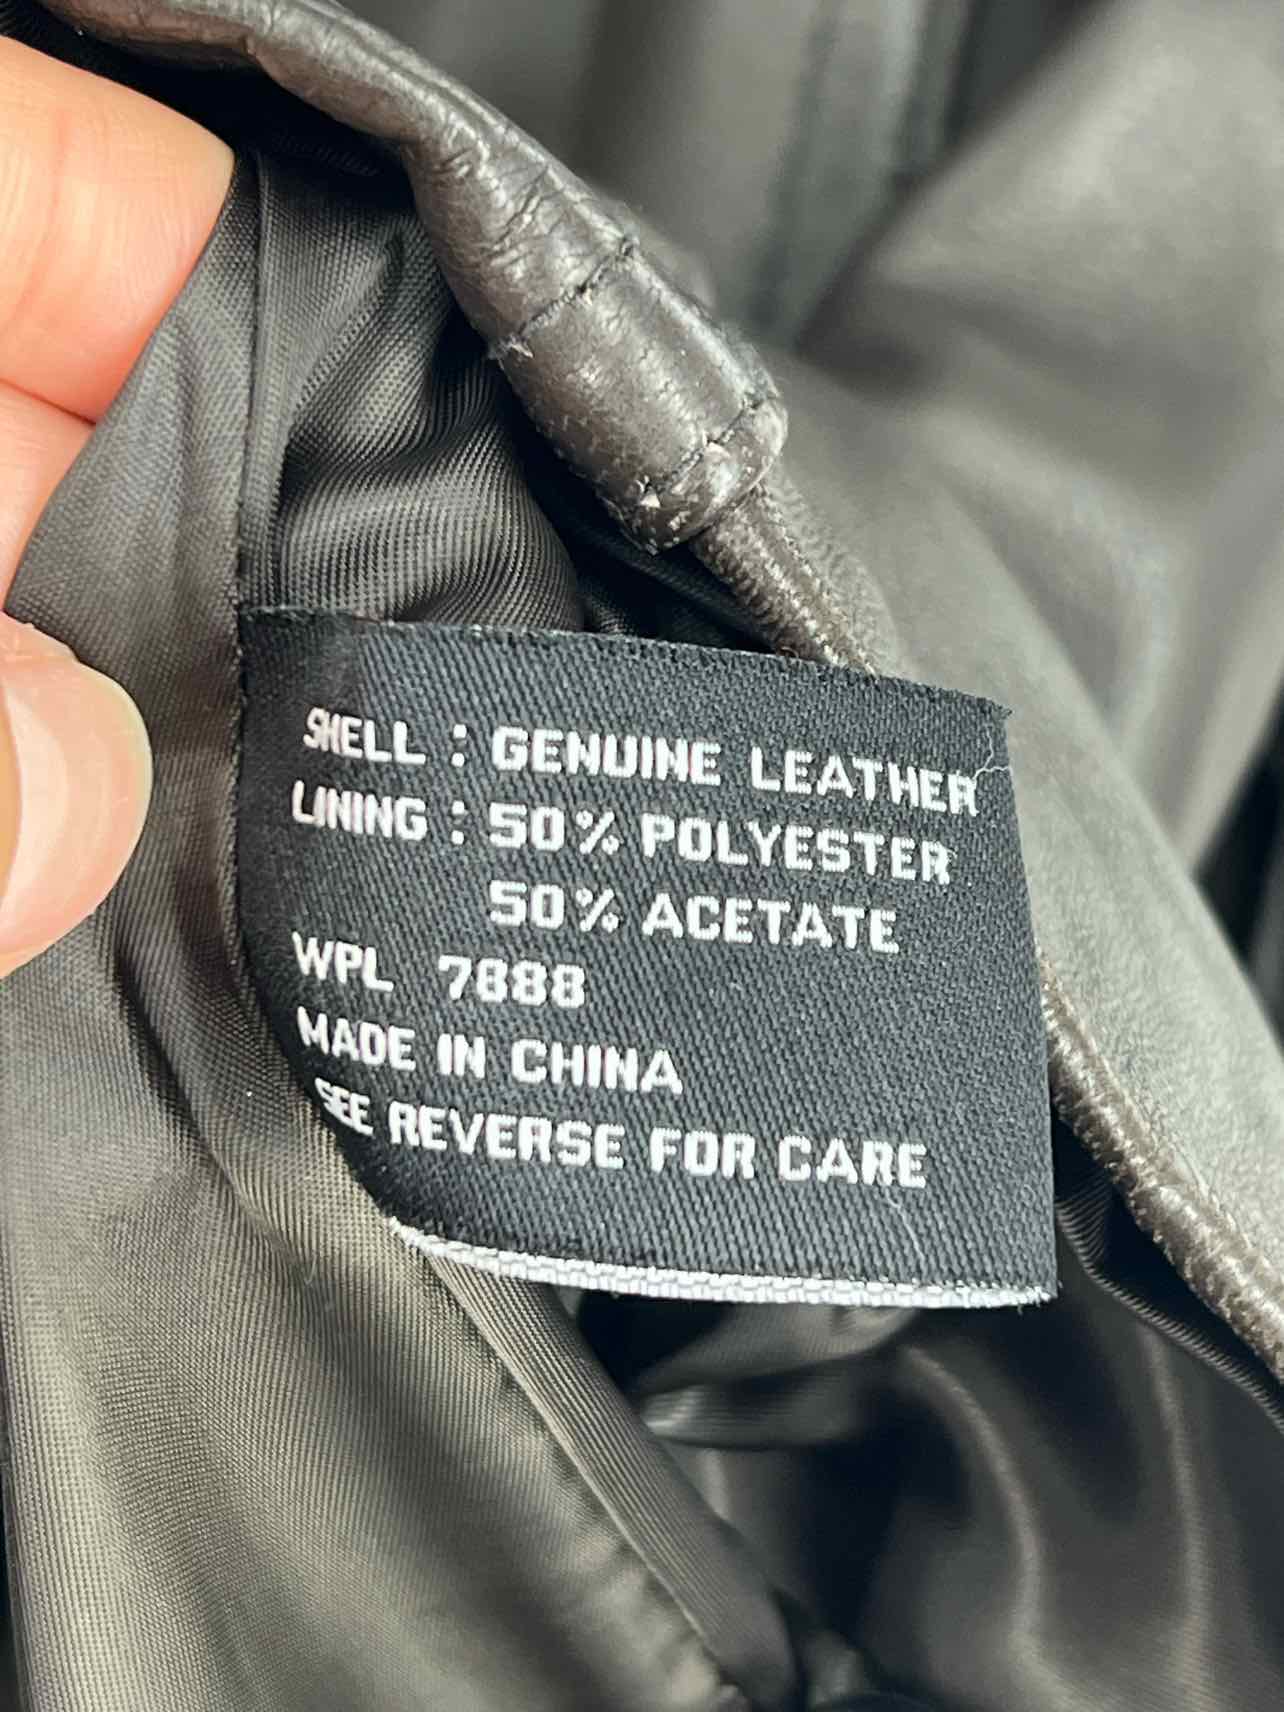 SHELL : GENUINE LEATHER
LINING : 50% POLYESTER
50% ACETATE
WPL 7888
MADE IN CHINA
SEE REVERSE FOR CARE